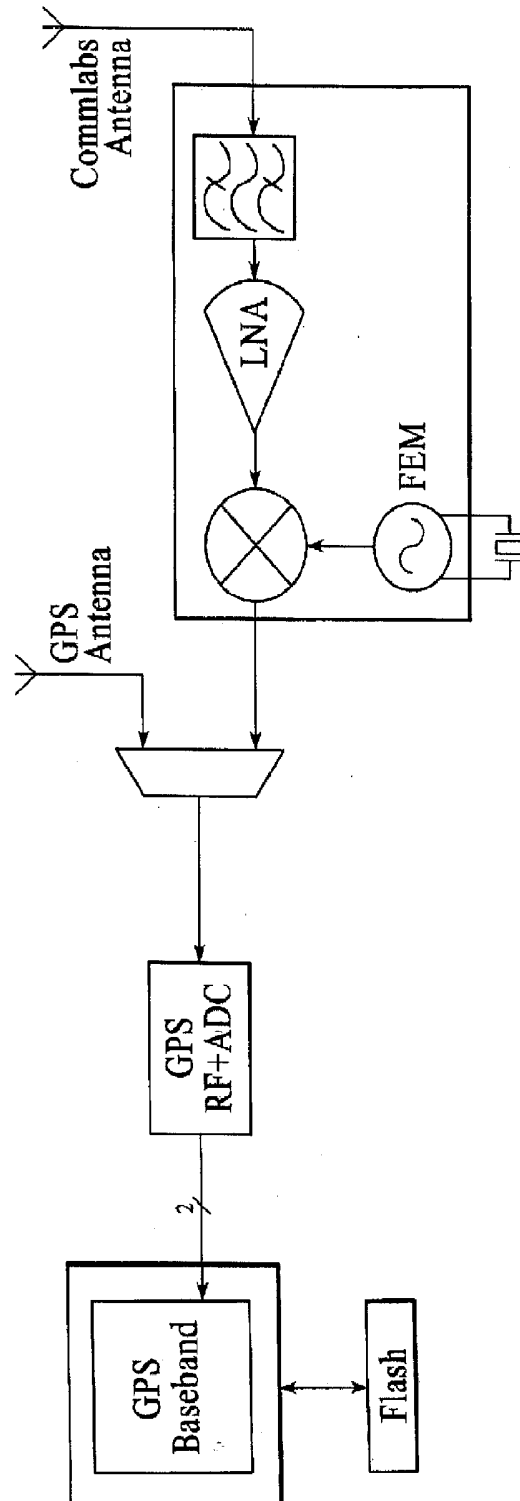 GPS
Baseband
Flash
2
GPS
RF+ADC
GPS
Antenna
LNA
FEM
Commlabs
Antenna